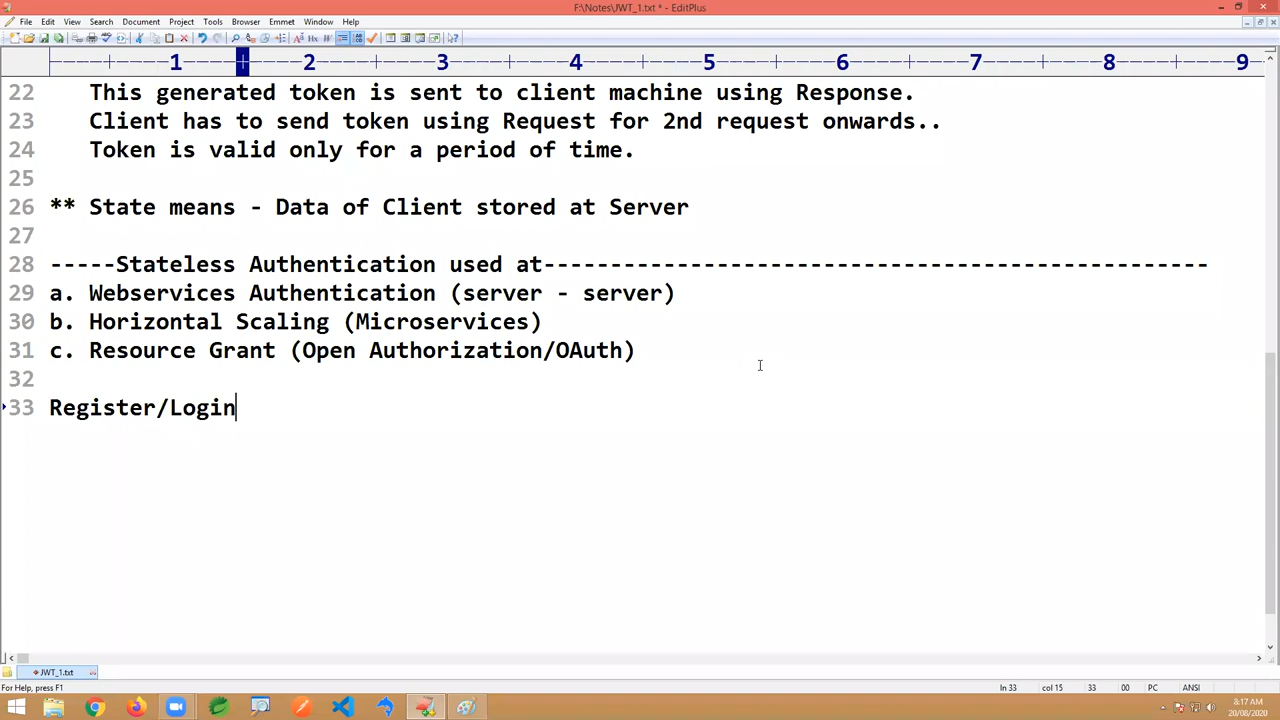 F:\Notes\JWT_1.txt * - EditPlus
File Edit View Search Document Project Tools Browser Emmet Window Help
----+----1----+----2----+----3----+----4----+----5----+----6----+----7----+----8----+----9
22 This generated token is sent to client machine using Response.
23 Client has to send token using Request for 2nd request onwards..
24 Token is valid only for a period of time.
25
26 ** State means - Data of Client stored at Server
27
28 -----Stateless Authentication used at--------------------------------------------------
29 a. Webservices Authentication (server - server)
30 b. Horizontal Scaling (Microservices)
31 c. Resource Grant (Open Authorization/OAuth)
32
33 Register/Login
JWT_1.txt
For Help, press F1 ln 33 col 15 33 00 PC ANSI
8:17 AM
20/08/2020